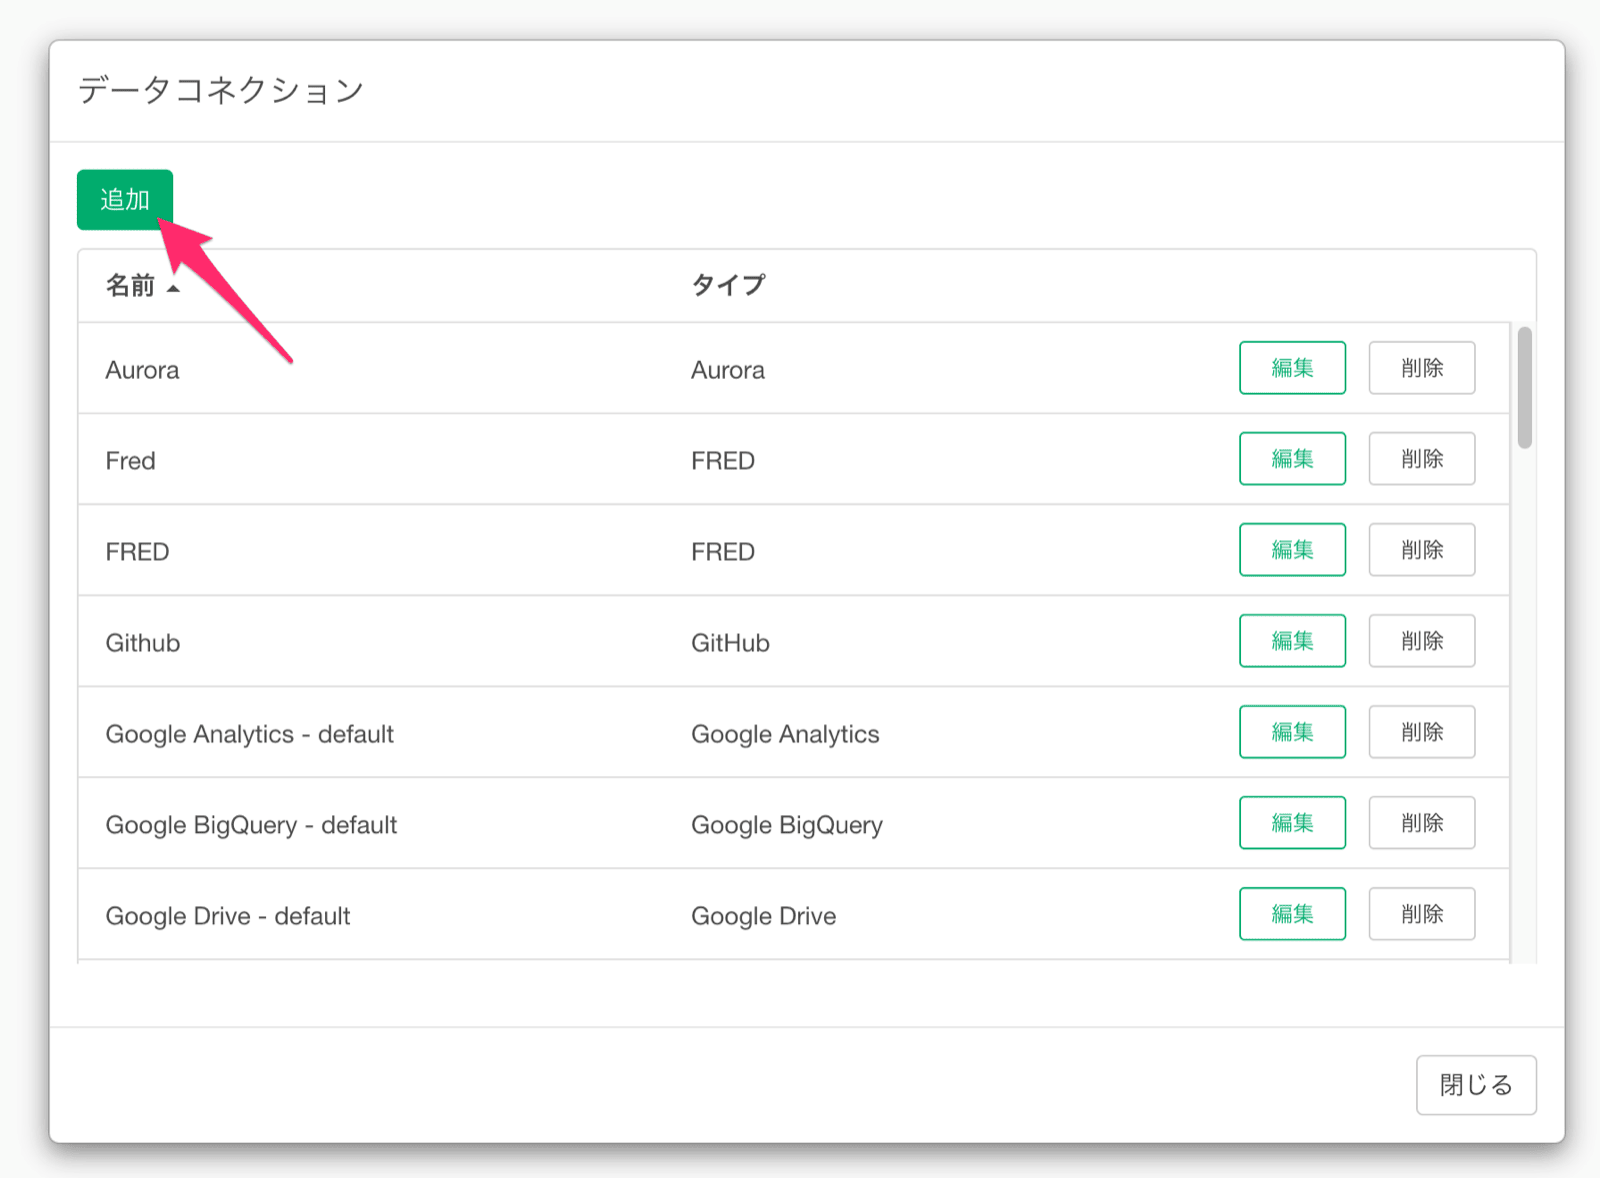 データコネクション
追加
名前 タイプ
Aurora Aurora 編集 削除
Fred FRED 編集 削除
FRED FRED 編集 削除
Github GitHub 編集 削除
Google Analytics - default Google Analytics 編集 削除
Google BigQuery - default Google BigQuery 編集 削除
Google Drive - default Google Drive 編集 削除
閉じる